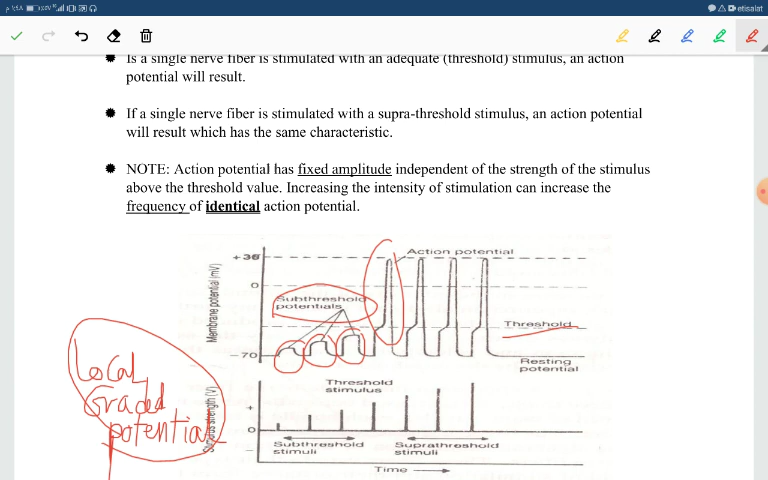 etisalat
Is a single nerve fiber is stimulated with an adequate (threshold) stimulus, an action
potential will result.
If a single nerve fiber is stimulated with a supra-threshold stimulus, an action potential
will result which has the same characteristic.
NOTE: Action potential has fixed amplitude independent of the strength of the stimulus
above the threshold value. Increasing the intensity of stimulation can increase the
frequency of identical action potential.
Membrane potential (mV)
Action potential
0
Subthreshold
potentials
Threshold
-70
Resting
potential
Local
Graded
potential
Threshold
stimulus
+
0
-
Subthreshold
stimuli
Suprathreshold
stimuli
Time